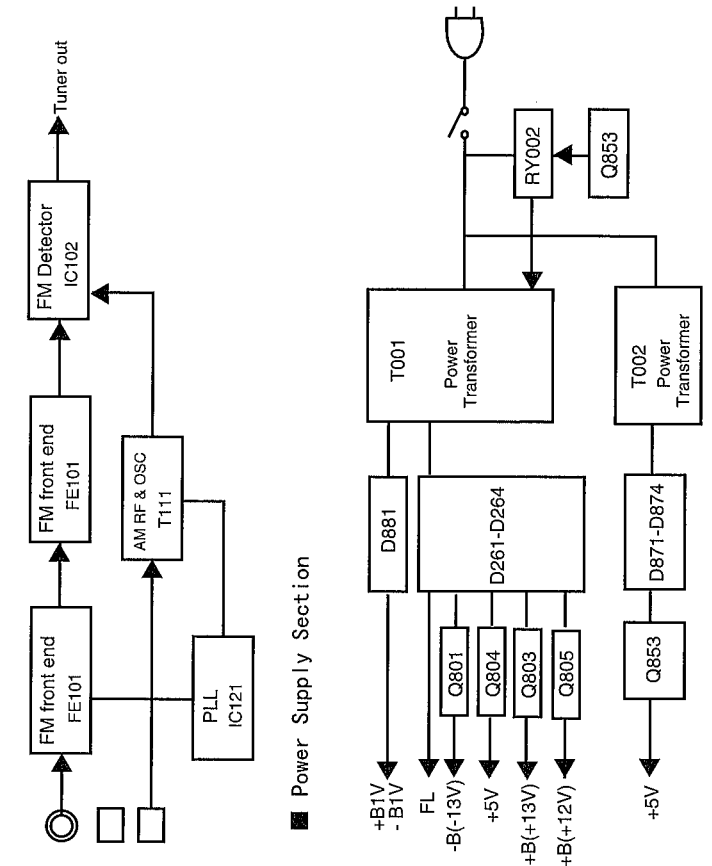 FM front end
FE101
FM front end
FE101
FM Detector
IC102
Tuner out
AM RF & OSC
T111
PLL
IC121
■ Power Supply Section
+B1V
- B1V
FL
-B(-13V)
+5V
+B(+13V)
+B(+12V)
D881
Q801
Q804
Q803
Q805
D261-D264
T001
Power
Transformer
RY002
Q853
+5V
Q853
D871-D874
T002
Power
Transformer